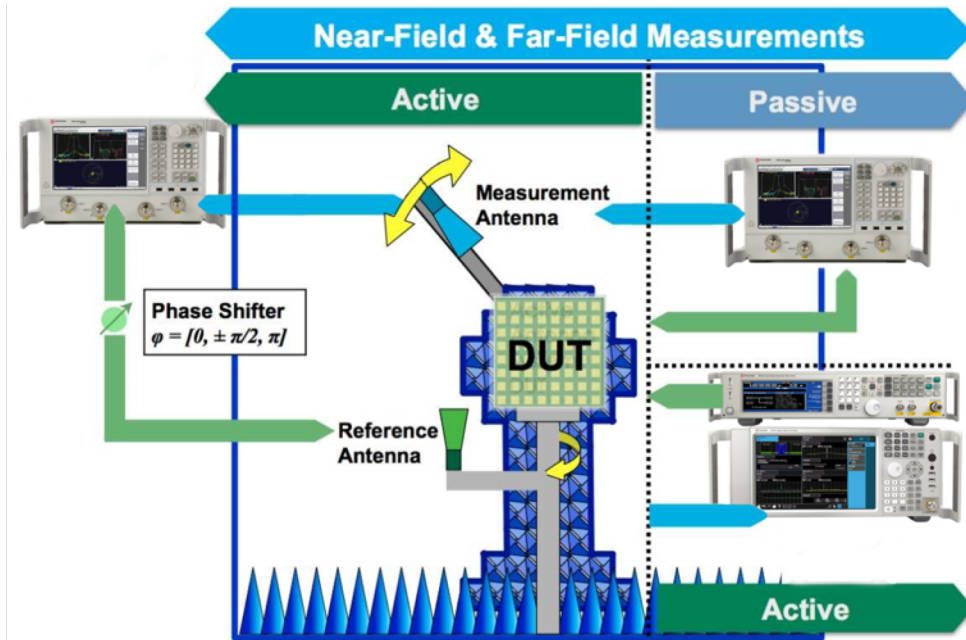 Near-Field & Far-Field Measurements
Active
Passive
Measurement
Antenna
Phase Shifter
φ = [0, ± π/2, π]
DUT
Reference
Antenna
Active